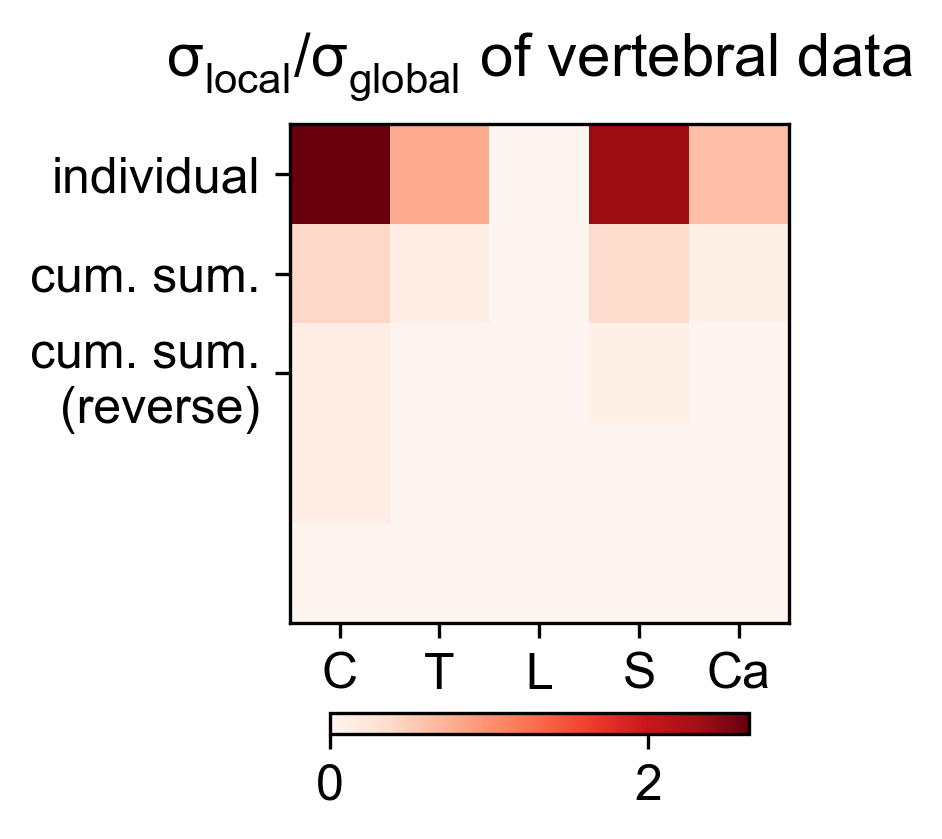 σlocal/σglobal of vertebral data
individual
cum. sum.
cum. sum.
(reverse)
C T L S Ca
0 2